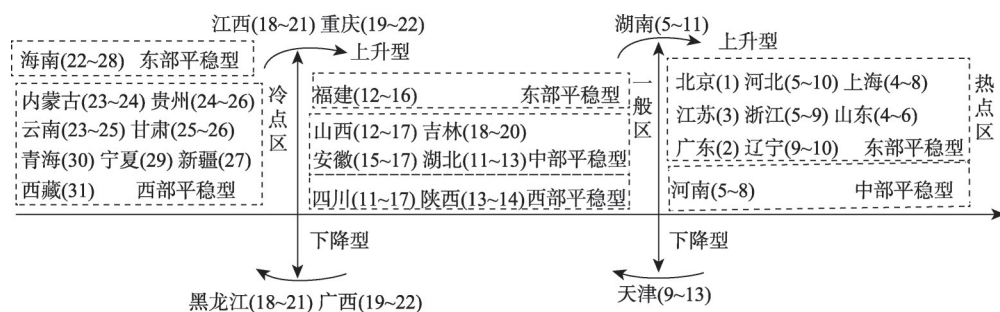 江西(18~21) 重庆(19~22)
上升型
湖南(5~11)
上升型
海南(22~28) 东部平稳型
内蒙古(23~24) 贵州(24~26)
云南(23~25) 甘肃(25~26)
青海(30) 宁夏(29) 新疆(27)
西藏(31) 西部平稳型
冷点区
福建(12~16) 东部平稳型
山西(12~17) 吉林(18~20)
安徽(15~17) 湖北(11~13) 中部平稳型
四川(11~17) 陕西(13~14) 西部平稳型
一般区
北京(1) 河北(5~10) 上海(4~8)
江苏(3) 浙江(5~9) 山东(4~6)
广东(2) 辽宁(9~10) 东部平稳型
河南(5~8) 中部平稳型
热点区
下降型
黑龙江(18~21) 广西(19~22)
下降型
天津(9~13)